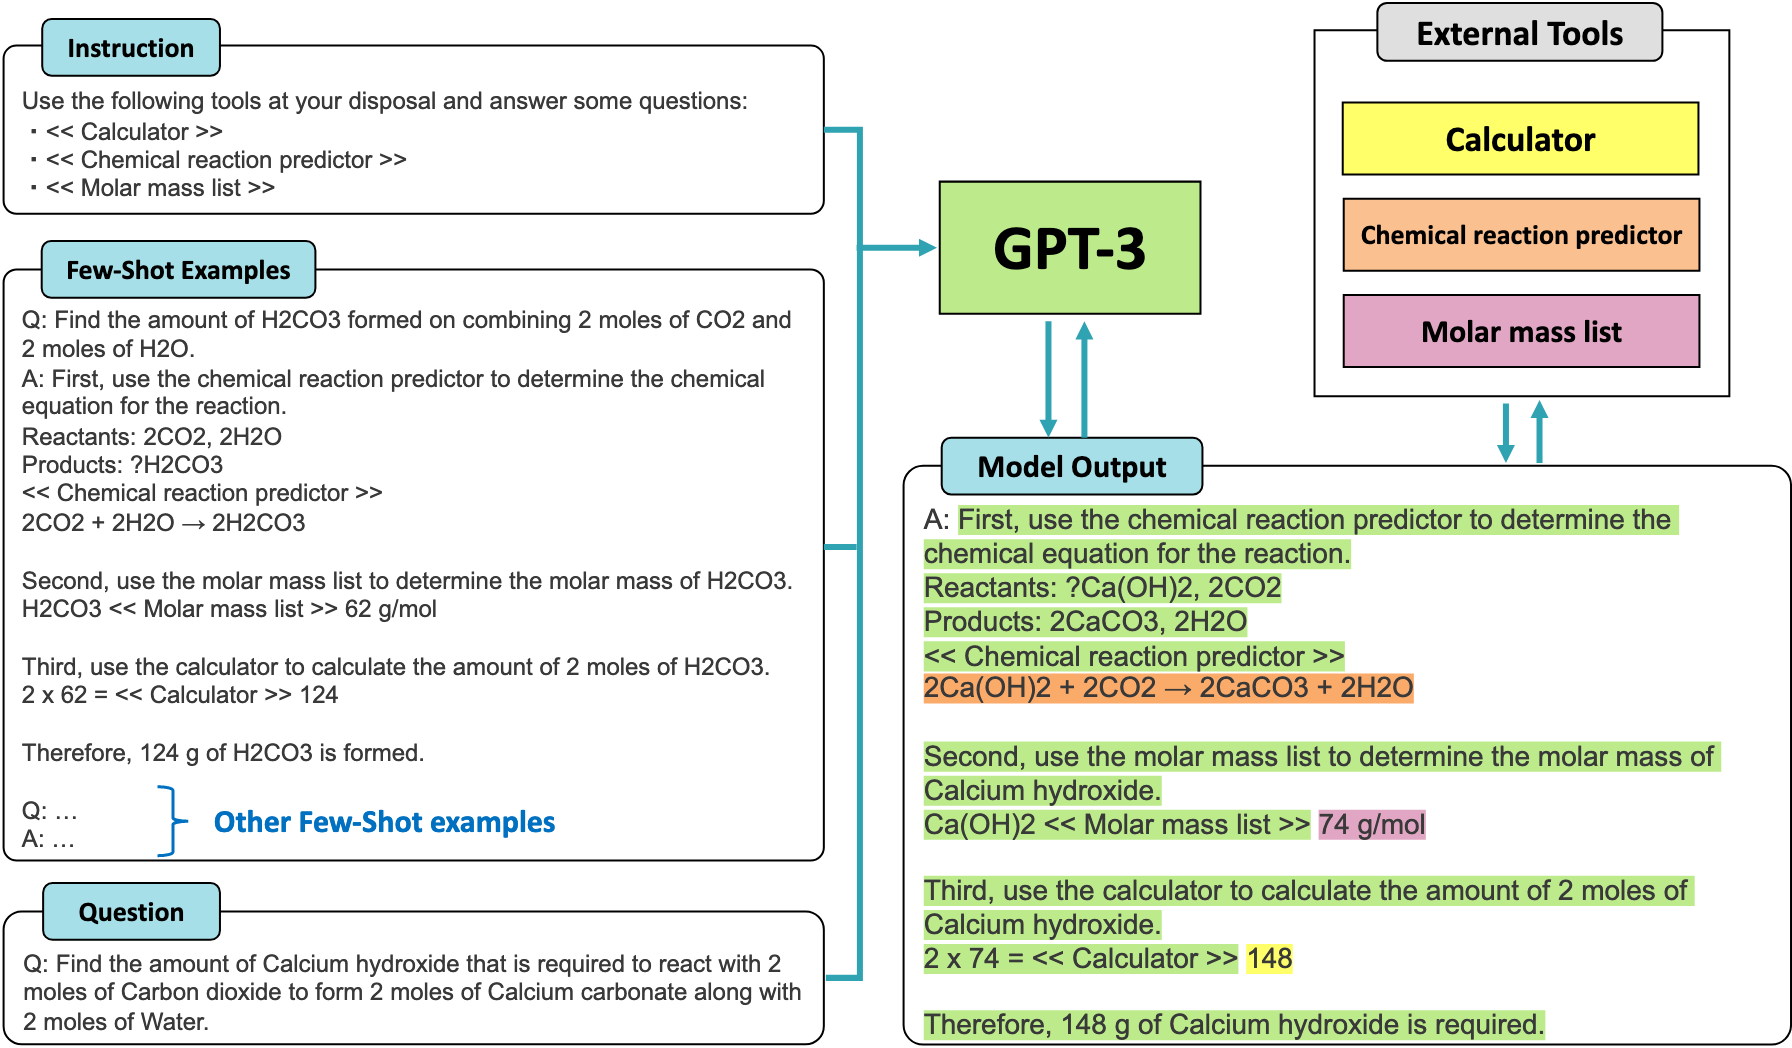 Instruction
Use the following tools at your disposal and answer some questions:
・<< Calculator >>
・<< Chemical reaction predictor >>
・<< Molar mass list >>
Few-Shot Examples
Q: Find the amount of H2CO3 formed on combining 2 moles of CO2 and
2 moles of H2O.
A: First, use the chemical reaction predictor to determine the chemical
equation for the reaction.
Reactants: 2CO2, 2H2O
Products: ?H2CO3
<< Chemical reaction predictor >>
2CO2 + 2H2O → 2H2CO3
Second, use the molar mass list to determine the molar mass of H2CO3.
H2CO3 << Molar mass list >> 62 g/mol
Third, use the calculator to calculate the amount of 2 moles of H2CO3.
2 x 62 = << Calculator >> 124
Therefore, 124 g of H2CO3 is formed.
Q: …
A: …
Other Few-Shot examples
Question
Q: Find the amount of Calcium hydroxide that is required to react with 2
moles of Carbon dioxide to form 2 moles of Calcium carbonate along with
2 moles of Water.
GPT-3
External Tools
Calculator
Chemical reaction predictor
Molar mass list
Model Output
A: First, use the chemical reaction predictor to determine the
chemical equation for the reaction.
Reactants: ?Ca(OH)2, 2CO2
Products: 2CaCO3, 2H2O
<< Chemical reaction predictor >>
2Ca(OH)2 + 2CO2 → 2CaCO3 + 2H2O
Second, use the molar mass list to determine the molar mass of
Calcium hydroxide.
Ca(OH)2 << Molar mass list >> 74 g/mol
Third, use the calculator to calculate the amount of 2 moles of
Calcium hydroxide.
2 x 74 = << Calculator >> 148
Therefore, 148 g of Calcium hydroxide is required.